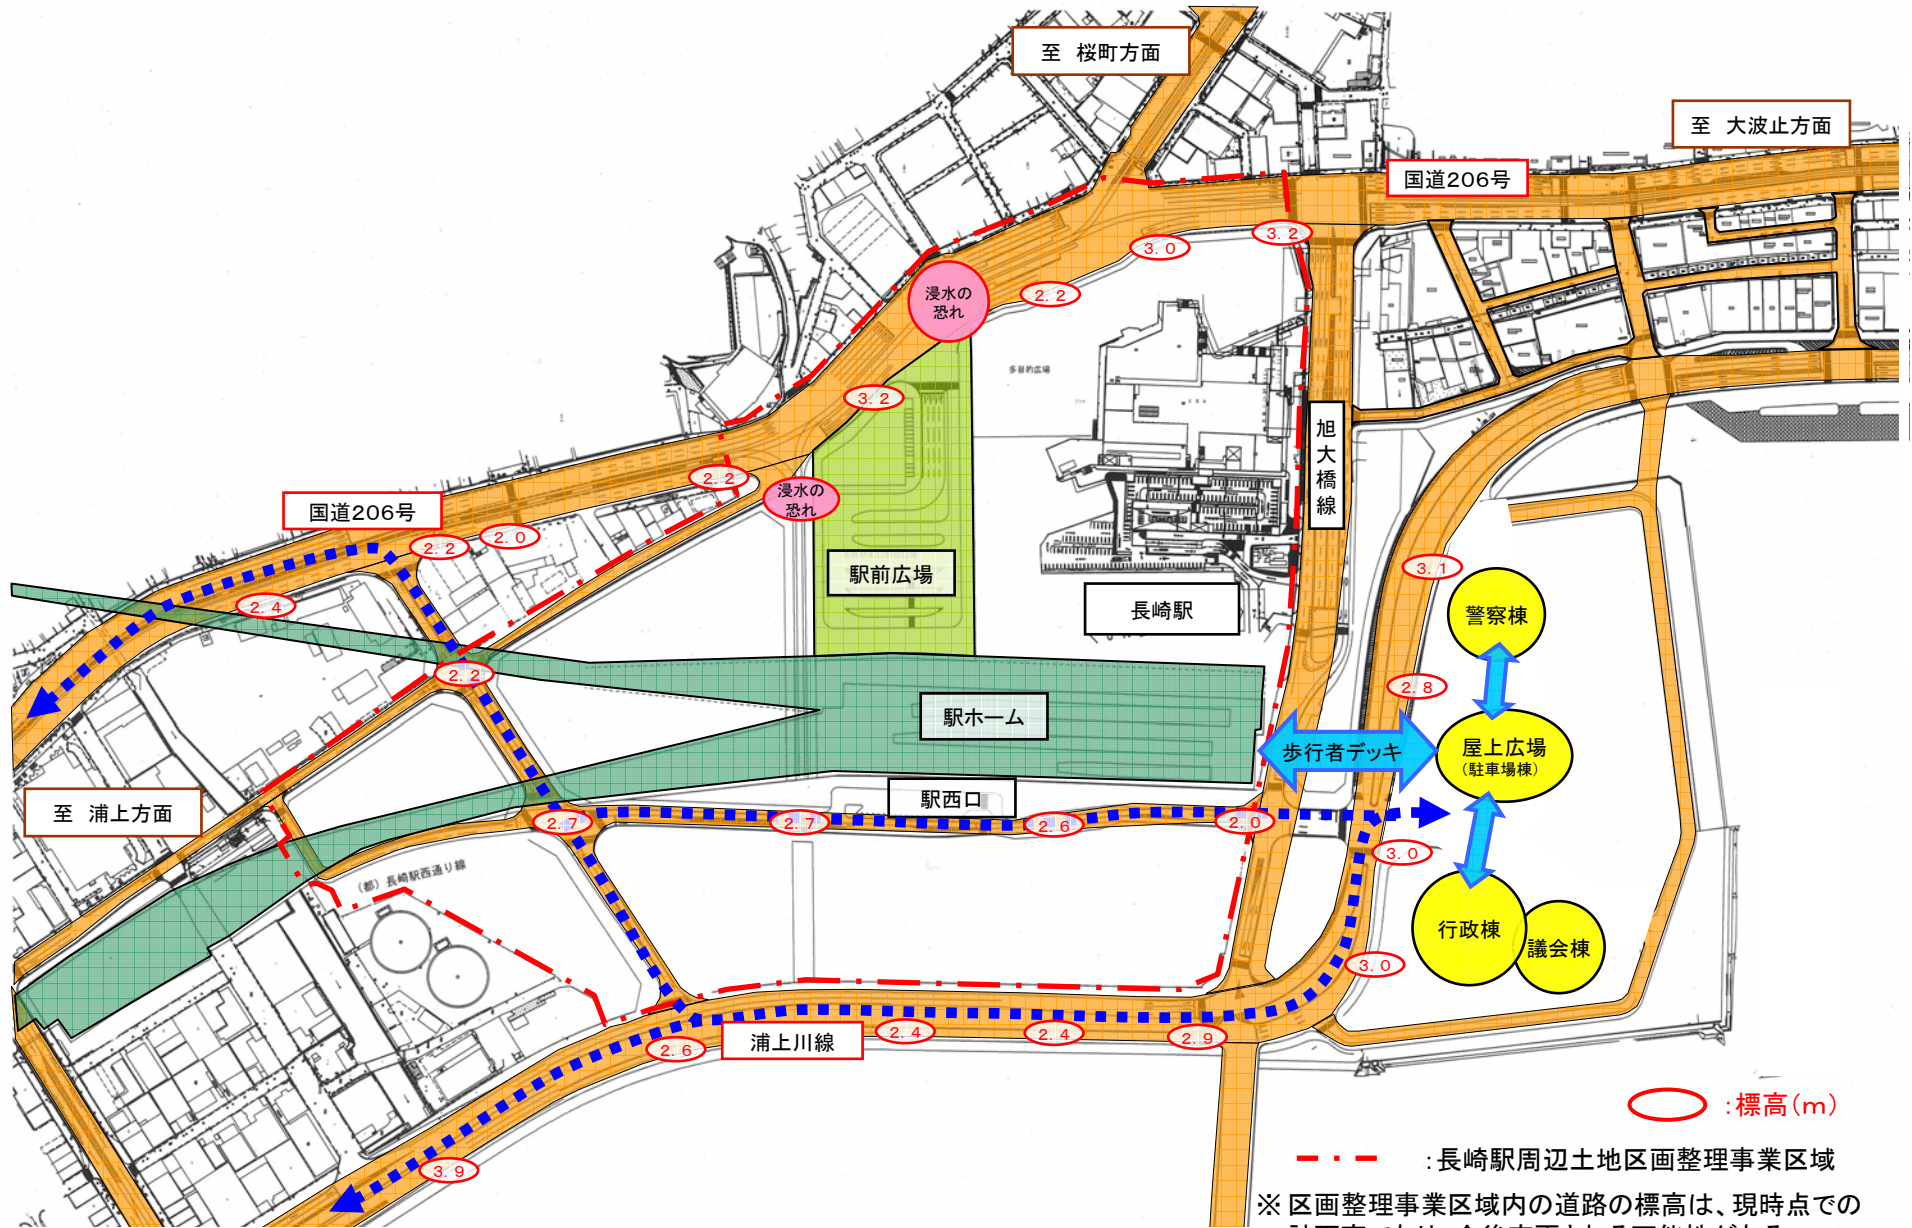 至 桜町方面
至 大波止方面
国道206号
3.2
3.0
浸水の
恐れ
2.2
多目的広場
3.2
旭大橋線
2.2
浸水の
恐れ
国道206号
2.2
2.0
3.1
駅前広場
2.4
長崎駅
警察棟
2.2
2.8
駅ホーム
歩行者デッキ
屋上広場
(駐車場棟)
駅西口
至 浦上方面
2.7
2.7
2.6
2.0
3.0
(都)長崎駅西通り線
行政棟
議会棟
3.0
2.6
浦上川線
2.4
2.4
2.9
:標高(m)
3.9
:長崎駅周辺土地区画整理事業区域
※区画整理事業区域内の道路の標高は、現時点での